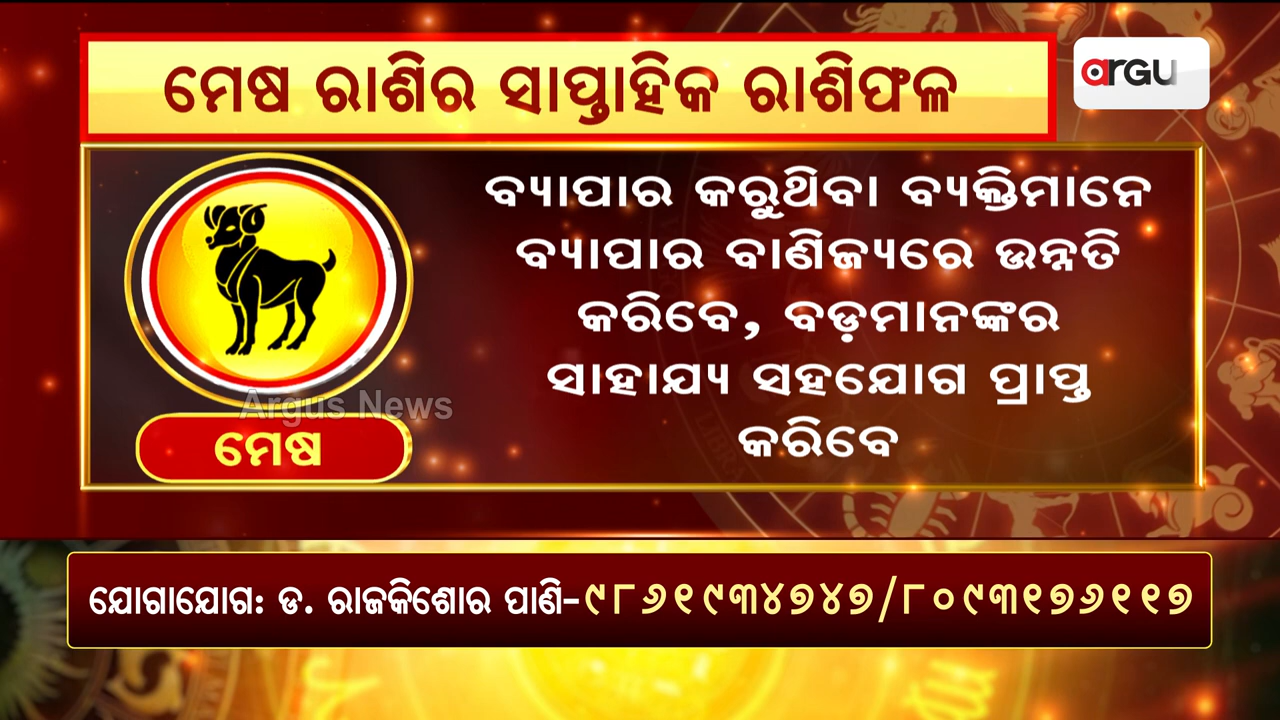 ମେଷ ରାଶିର ସାପ୍ତାହିକ ରାଶିଫଳ
argu
ବ୍ୟାପାର କରୁଥିବା ବ୍ୟକ୍ତିମାନେ
ବ୍ୟାପାର ବାଣିଜ୍ୟରେ ଉନ୍ନତି
କରିବେ, ବଡ଼ମାନଙ୍କର
ସାହାଯ୍ୟ ସହଯୋଗ ପ୍ରାପ୍ତ
କରିବେ
Argus News
ମେଷ
ଯୋଗାଯୋଗ: ଡ. ରାଜକିଶୋର ପାଣି-୯୮୬୧୯୩୪୭୪୭/୮୦୯୩୧୭୬୧୧୭